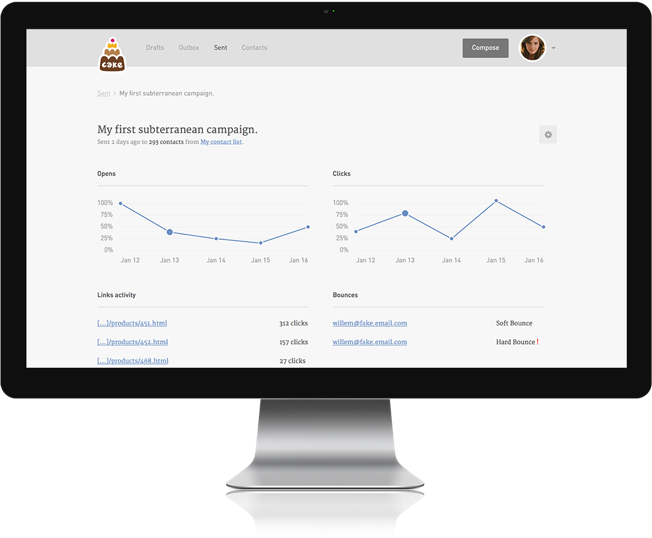 cake
Drafts Outbox Sent Contacts Compose
Sent › My first subterranean campaign.
My first subterranean campaign.
Sent 2 days ago to 293 contacts from My contact list.
Opens
100%
75%
50%
25%
0%
Jan 12 Jan 13 Jan 14 Jan 15 Jan 16
Clicks
100%
75%
50%
25%
0%
Jan 12 Jan 13 Jan 14 Jan 15 Jan 16
Links activity
[...]/products/451.html 312 clicks
[...]/products/452.html 157 clicks
[...]/products/468.html 27 clicks
Bounces
willem@fake.email.com Soft Bounce
willem@fake.email.com Hard Bounce !